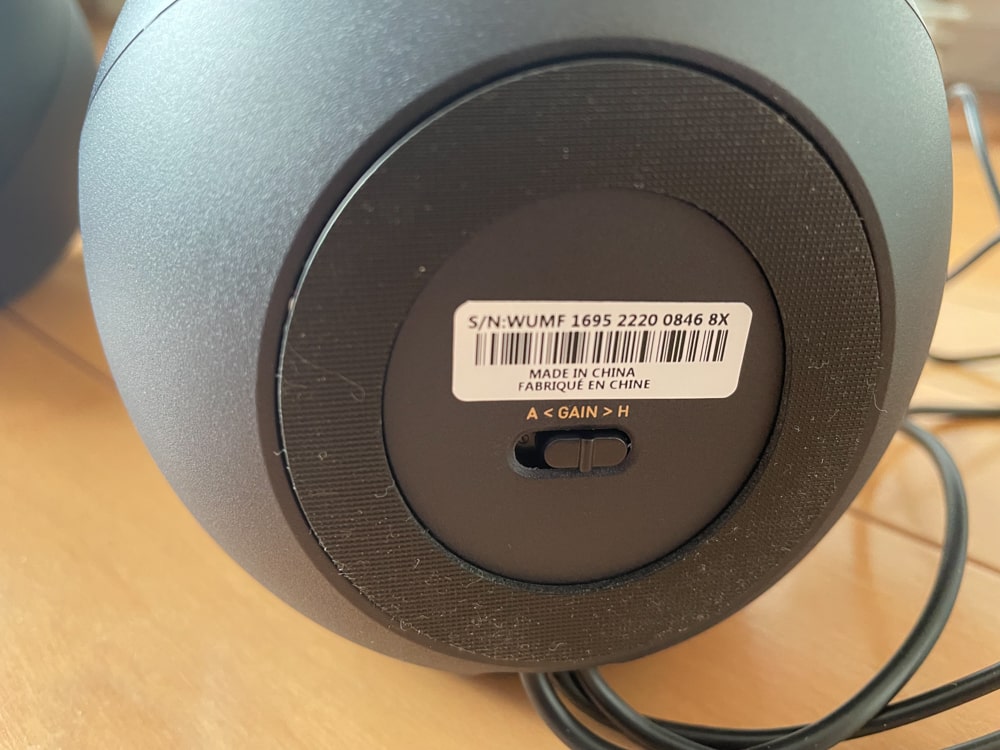 S/N:WUMF 1695 2220 0846 8X
MADE IN CHINA
FABRIQUÉ EN CHINE
A < GAIN > H